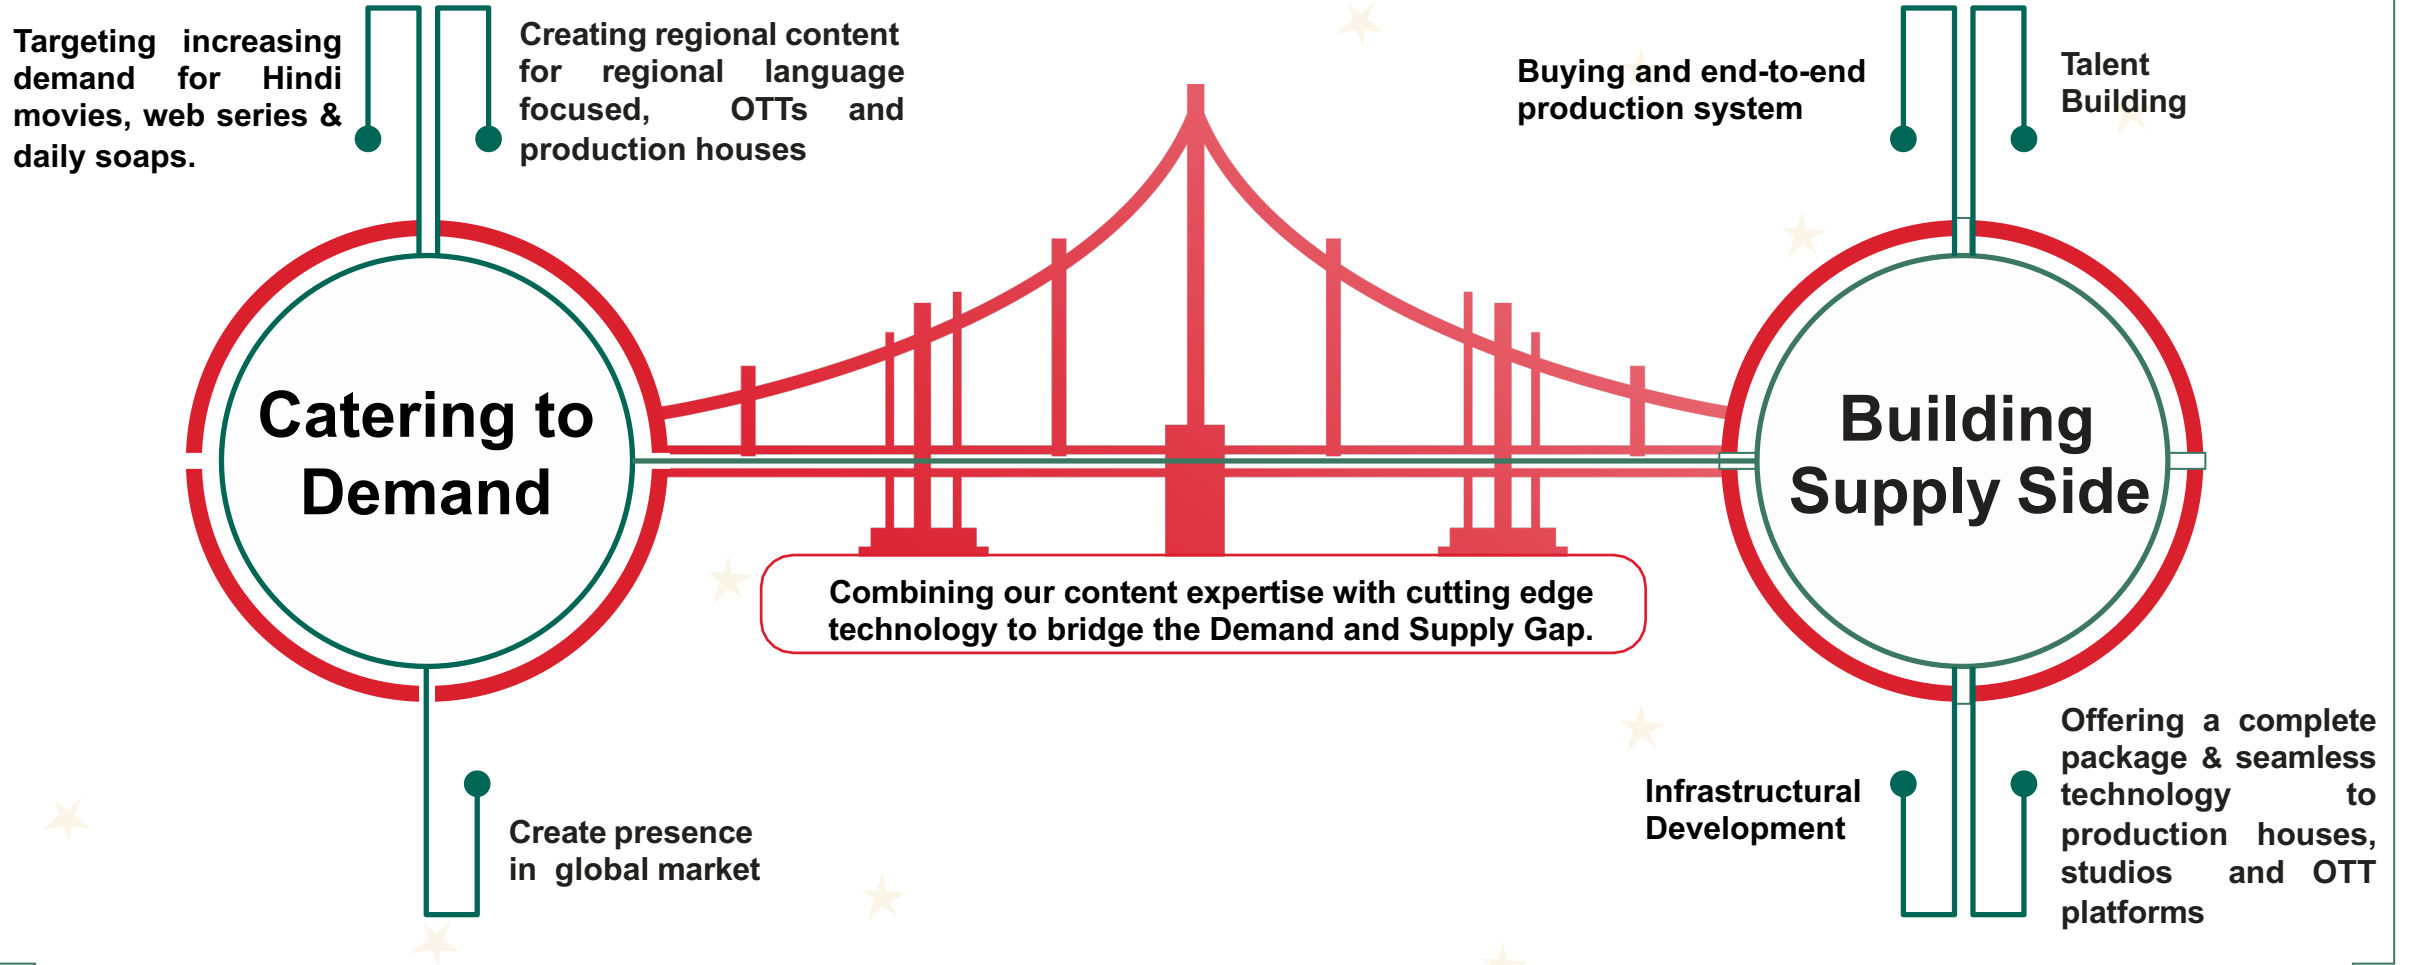 Targeting increasing
demand for Hindi
movies, web series &
daily soaps.
Creating regional content
for regional language
focused, OTTs and
production houses
Buying and end-to-end
production system
Talent
Building
Catering to
Demand
Building
Supply Side
Combining our content expertise with cutting edge
technology to bridge the Demand and Supply Gap.
Create presence
in global market
Infrastructural
Development
Offering a complete
package & seamless
technology to
production houses,
studios and OTT
platforms